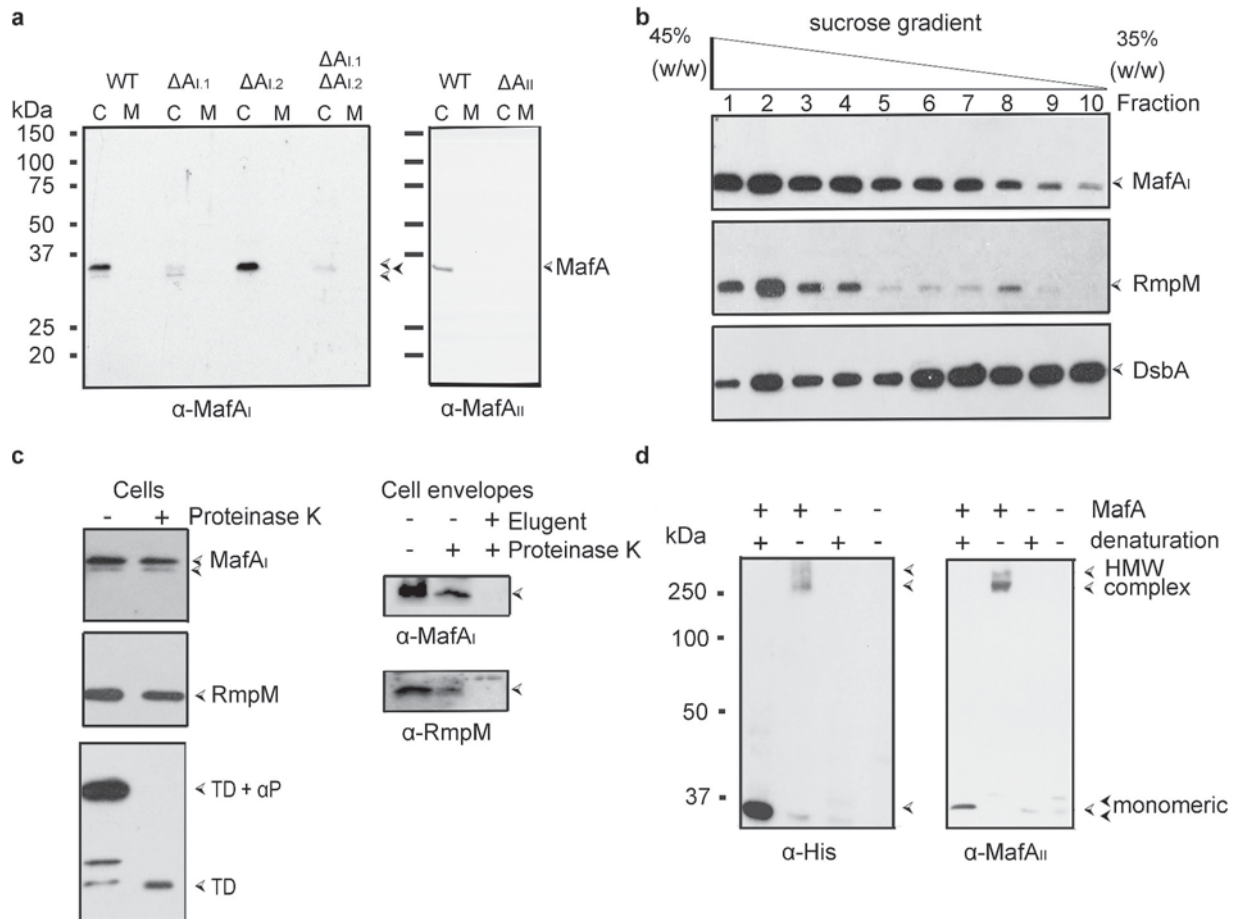 a
ΔAI.1
WT ΔAI.1 ΔAI.2 ΔAI.2 WT ΔAII
kDa C M C M C M C M C M C M
150
100
75
50
37
25
20
MafA
α-MafAI α-MafAII
b
sucrose gradient
45% 35%
(w/w) (w/w)
1 2 3 4 5 6 7 8 9 10 Fraction
MafAI
RmpM
DsbA
c
Cells
- + Proteinase K
MafAI
RmpM
TD + αP
TD
Cell envelopes
- - + Elugent
- + + Proteinase K
α-MafAI
α-RmpM
d
+ + - - + + - - MafA
+ - + - + - + - denaturation
kDa
HMW
250 complex
100
50
37 monomeric
α-His α-MafAII